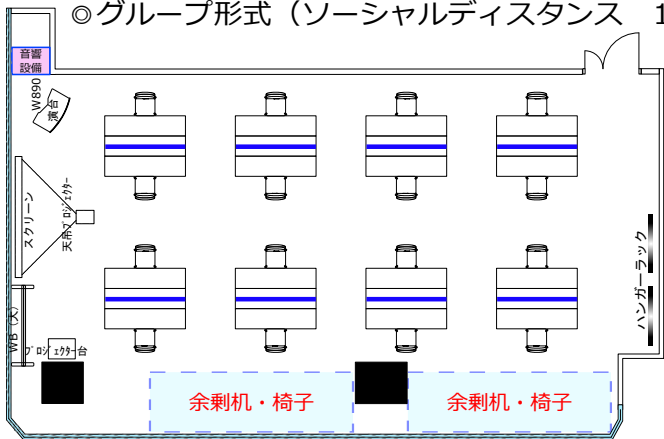 ◎グループ形式（ソーシャルディスタンス　1
音響
設備
W890
演台
スクリーン
天吊プロジェクター
ハンガーラック
WB（大）
プロジェクター台
余剰机・椅子
余剰机・椅子